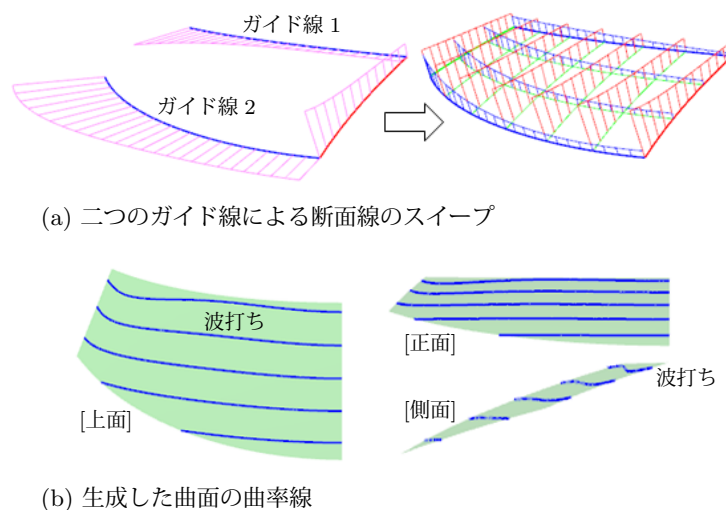 ガイド線 1
ガイド線 2
(a) 二つのガイド線による断面線のスイープ
波打ち
[上面]
[正面]
波打ち
[側面]
(b) 生成した曲面の曲率線